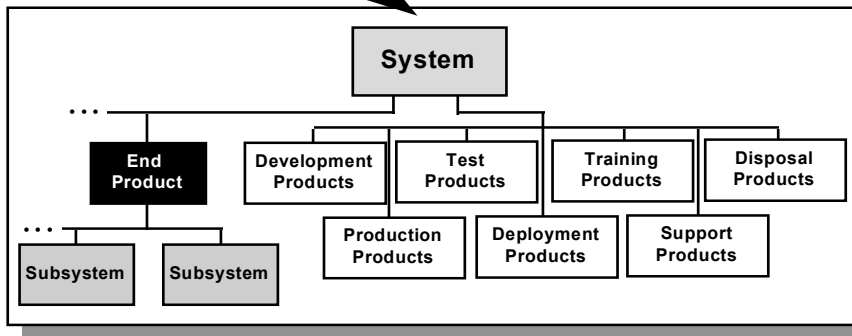 System
...
End
Product
Development
Products
Test
Products
Training
Products
Disposal
Products
...
Subsystem
Subsystem
Production
Products
Deployment
Products
Support
Products